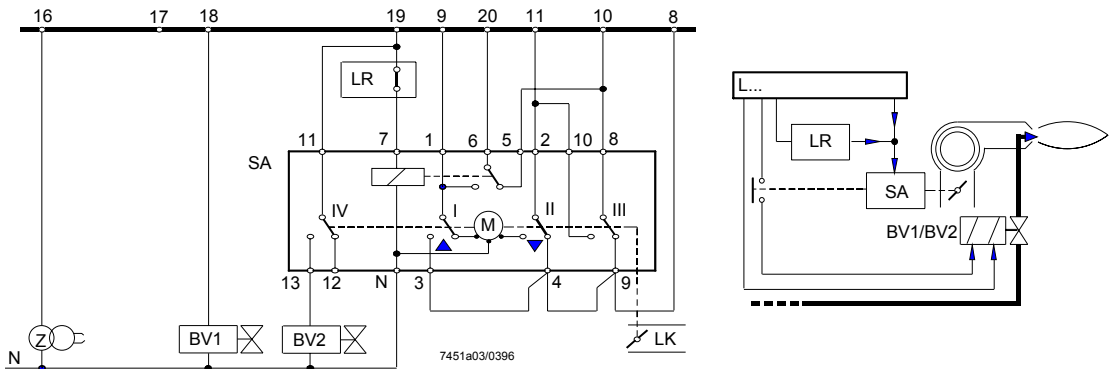 16 17 18 19 9 20 11 10 8
LR
11 7 1 6 5 2 10 8
SA
IV I M II III
13 12 N 3 4 9
Z BV1 BV2 LK
N
7451a03/0396
L...
LR
SA
BV1/BV2